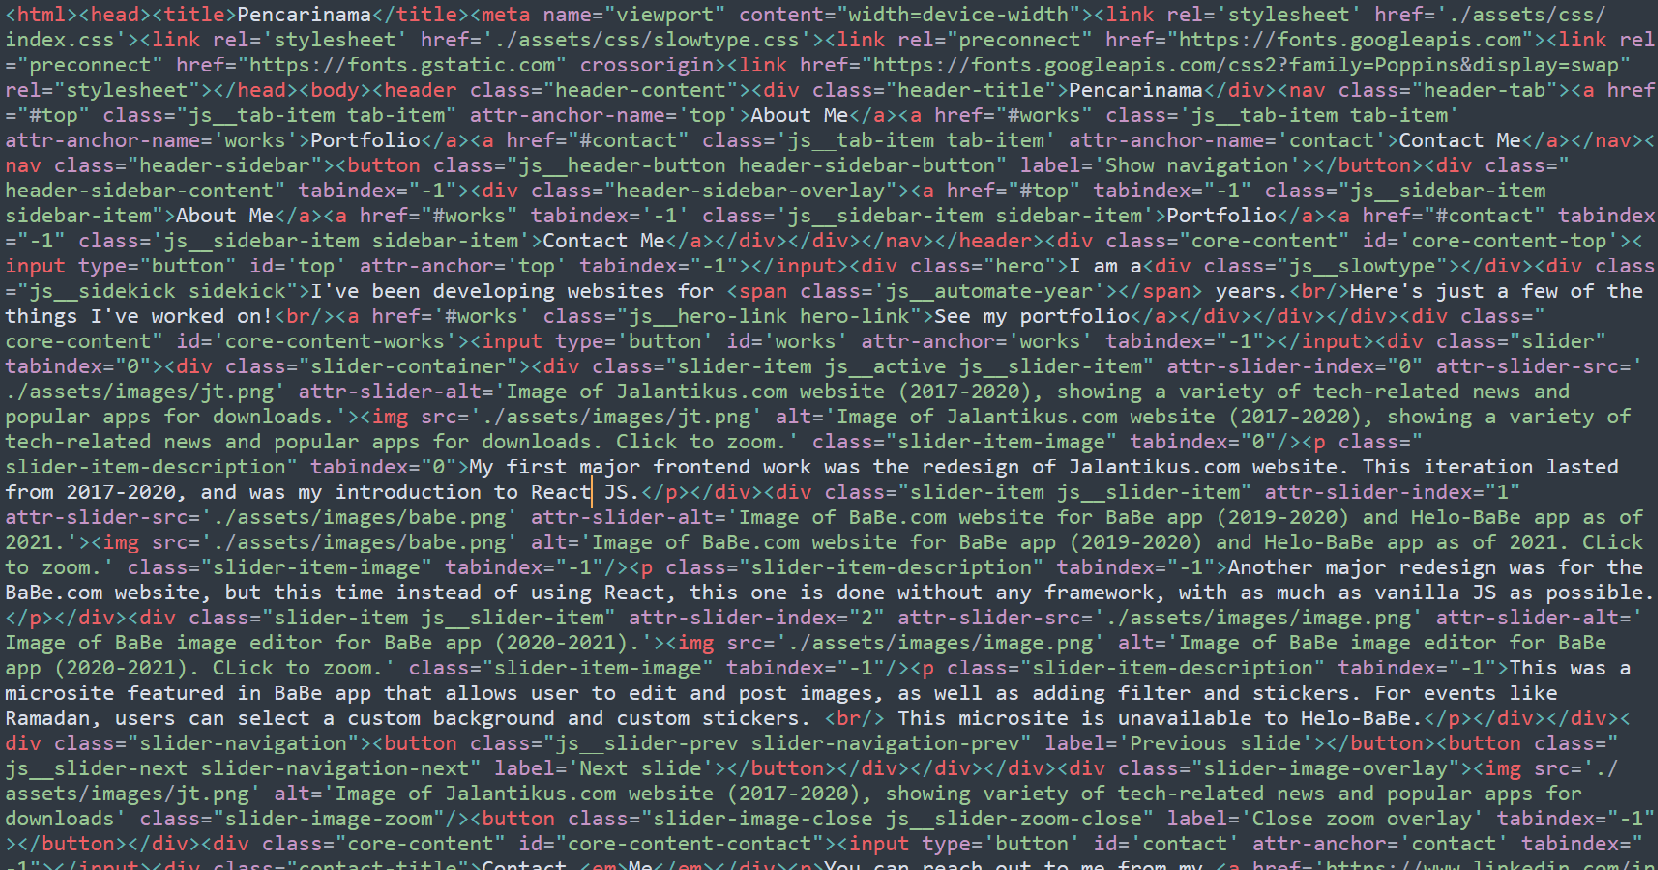 <html><head><title>Pencarinama</title><meta name="viewport" content="width=device-width"><link rel='stylesheet' href='./assets/css/
index.css'><link rel='stylesheet' href='./assets/css/slowtype.css'><link rel="preconnect" href="https://fonts.googleapis.com"><link rel
="preconnect" href="https://fonts.gstatic.com" crossorigin><link href="https://fonts.googleapis.com/css2?family=Poppins&display=swap"
rel="stylesheet"></head><body><header class="header-content"><div class="header-title">Pencarinama</div><nav class="header-tab"><a href
="#top" class="js__tab-item tab-item" attr-anchor-name='top'>About Me</a><a href="#works" class='js__tab-item tab-item'
attr-anchor-name='works'>Portfolio</a><a href="#contact" class='js__tab-item tab-item' attr-anchor-name='contact'>Contact Me</a></nav><
nav class="header-sidebar"><button class="js__header-button header-sidebar-button" label='Show navigation'></button><div class="
header-sidebar-content" tabindex="-1"><div class="header-sidebar-overlay"><a href="#top" tabindex="-1" class="js__sidebar-item
sidebar-item">About Me</a><a href="#works" tabindex='-1' class='js__sidebar-item sidebar-item'>Portfolio</a><a href="#contact" tabindex
="-1" class='js__sidebar-item sidebar-item'>Contact Me</a></div></div></nav></header><div class="core-content" id='core-content-top'><
input type="button" id='top' attr-anchor='top' tabindex="-1"></input><div class="hero">I am a<div class="js__slowtype"></div><div class
="js__sidekick sidekick">I've been developing websites for <span class='js__automate-year'></span> years.<br/>Here's just a few of the
things I've worked on!<br/><a href='#works' class="js__hero-link hero-link">See my portfolio</a></div></div></div><div class="
core-content" id='core-content-works'><input type='button' id='works' attr-anchor='works' tabindex="-1"></input><div class="slider"
tabindex="0"><div class="slider-container"><div class="slider-item js__active js__slider-item" attr-slider-index="0" attr-slider-src='
./assets/images/jt.png' attr-slider-alt='Image of Jalantikus.com website (2017-2020), showing a variety of tech-related news and
popular apps for downloads.'><img src='./assets/images/jt.png' alt='Image of Jalantikus.com website (2017-2020), showing a variety of
tech-related news and popular apps for downloads. Click to zoom.' class="slider-item-image" tabindex="0"/><p class="
slider-item-description" tabindex="0">My first major frontend work was the redesign of Jalantikus.com website. This iteration lasted
from 2017-2020, and was my introduction to React JS.</p></div><div class="slider-item js__slider-item" attr-slider-index="1"
attr-slider-src='./assets/images/babe.png' attr-slider-alt='Image of BaBe.com website for BaBe app (2019-2020) and Helo-BaBe app as of
2021.'><img src='./assets/images/babe.png' alt='Image of BaBe.com website for BaBe app (2019-2020) and Helo-BaBe app as of 2021. CLick
to zoom.' class="slider-item-image" tabindex="-1"/><p class="slider-item-description" tabindex="-1">Another major redesign was for the
BaBe.com website, but this time instead of using React, this one is done without any framework, with as much as vanilla JS as possible.
</p></div><div class="slider-item js__slider-item" attr-slider-index="2" attr-slider-src='./assets/images/image.png' attr-slider-alt='
Image of BaBe image editor for BaBe app (2020-2021).'><img src='./assets/images/image.png' alt='Image of BaBe image editor for BaBe
app (2020-2021). CLick to zoom.' class="slider-item-image" tabindex="-1"/><p class="slider-item-description" tabindex="-1">This was a
microsite featured in BaBe app that allows user to edit and post images, as well as adding filter and stickers. For events like
Ramadan, users can select a custom background and custom stickers. <br/> This microsite is unavailable to Helo-BaBe.</p></div></div><
div class="slider-navigation"><button class="js__slider-prev slider-navigation-prev" label='Previous slide'></button><button class="
js__slider-next slider-navigation-next" label='Next slide'></button></div></div></div><div class="slider-image-overlay"><img src='./
assets/images/jt.png' alt='Image of Jalantikus.com website (2017-2020), showing variety of tech-related news and popular apps for
downloads' class="slider-image-zoom"/><button class="slider-image-close js__slider-zoom-close" label='Close zoom overlay' tabindex="-1"
></button></div><div class="core-content" id="core-content-contact"><input type='button' id='contact' attr-anchor='contact' tabindex="
-1"></input><div class="contact-title">Contact <em>Me</em></div><p>You can reach out to me from my <a href='https://www.linkedin.com/in